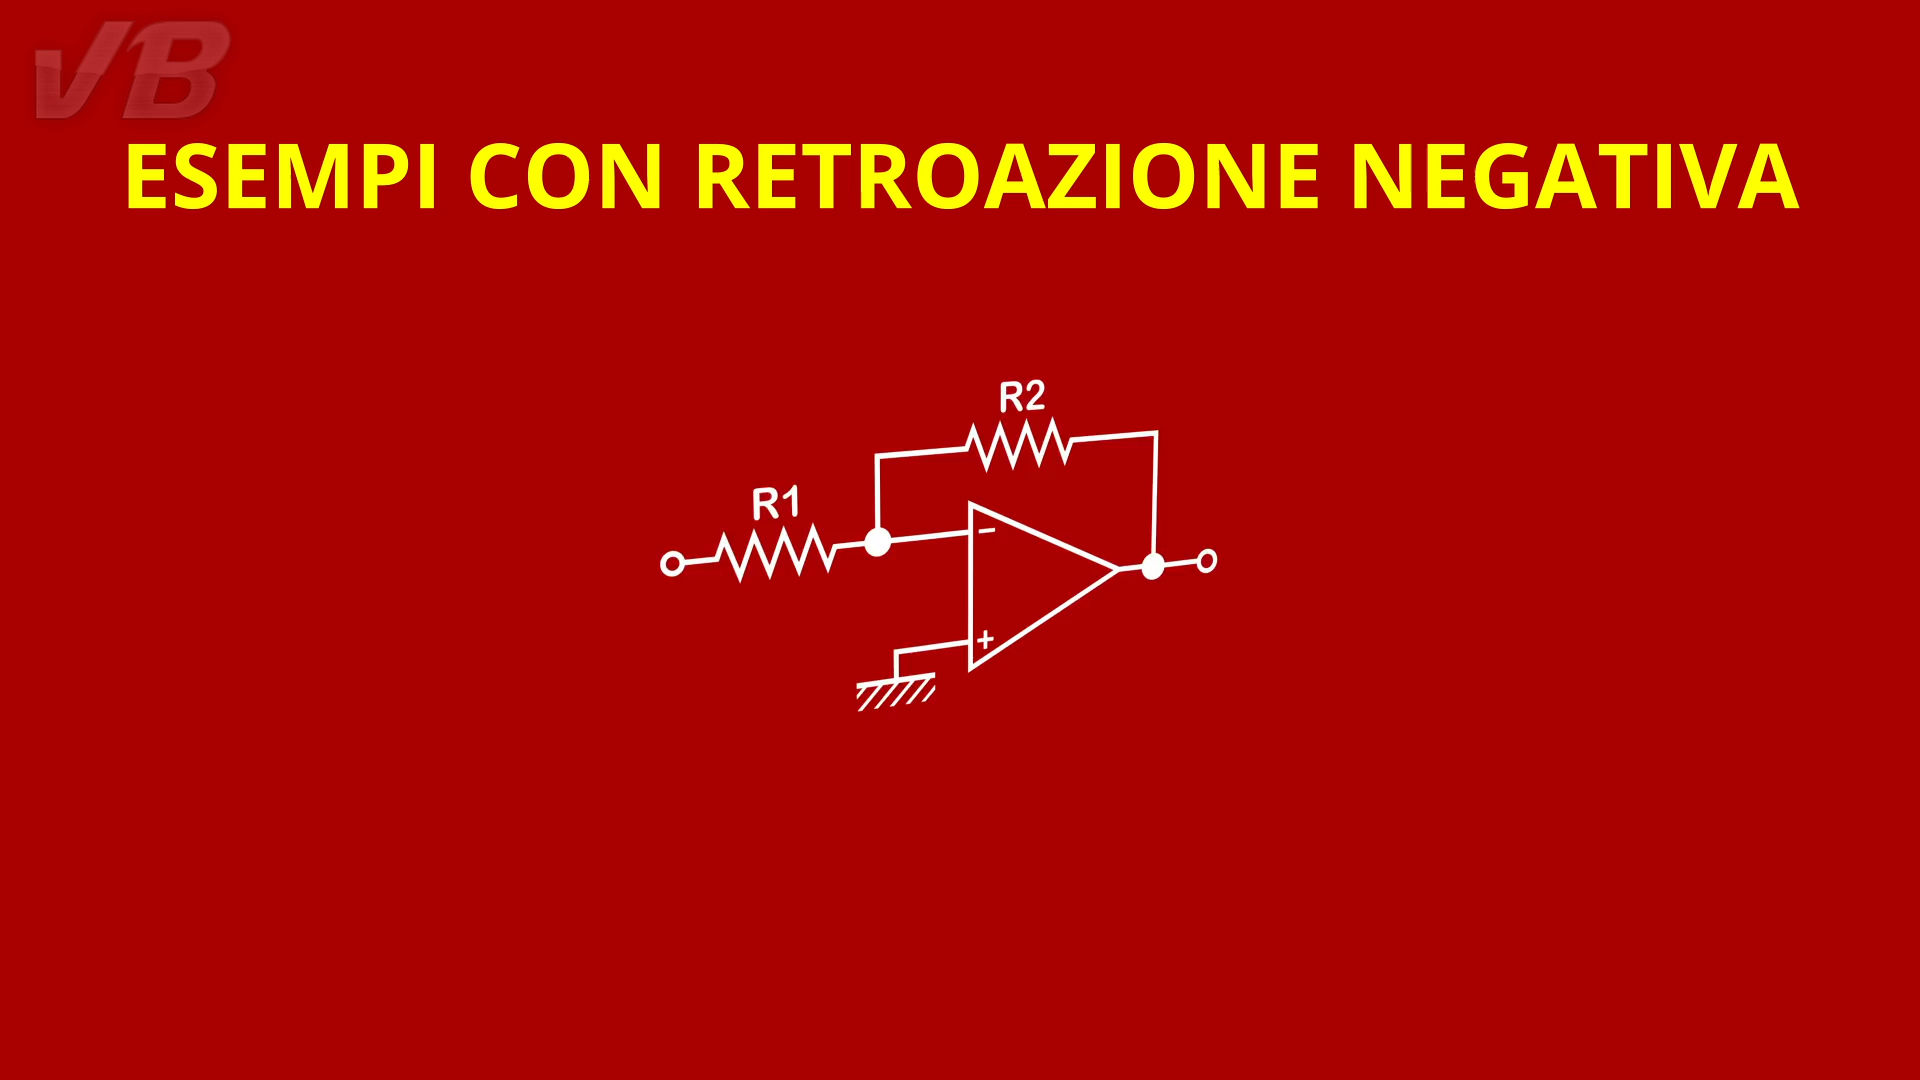 VB
ESEMPI CON RETROAZIONE NEGATIVA
R2
R1
−
+